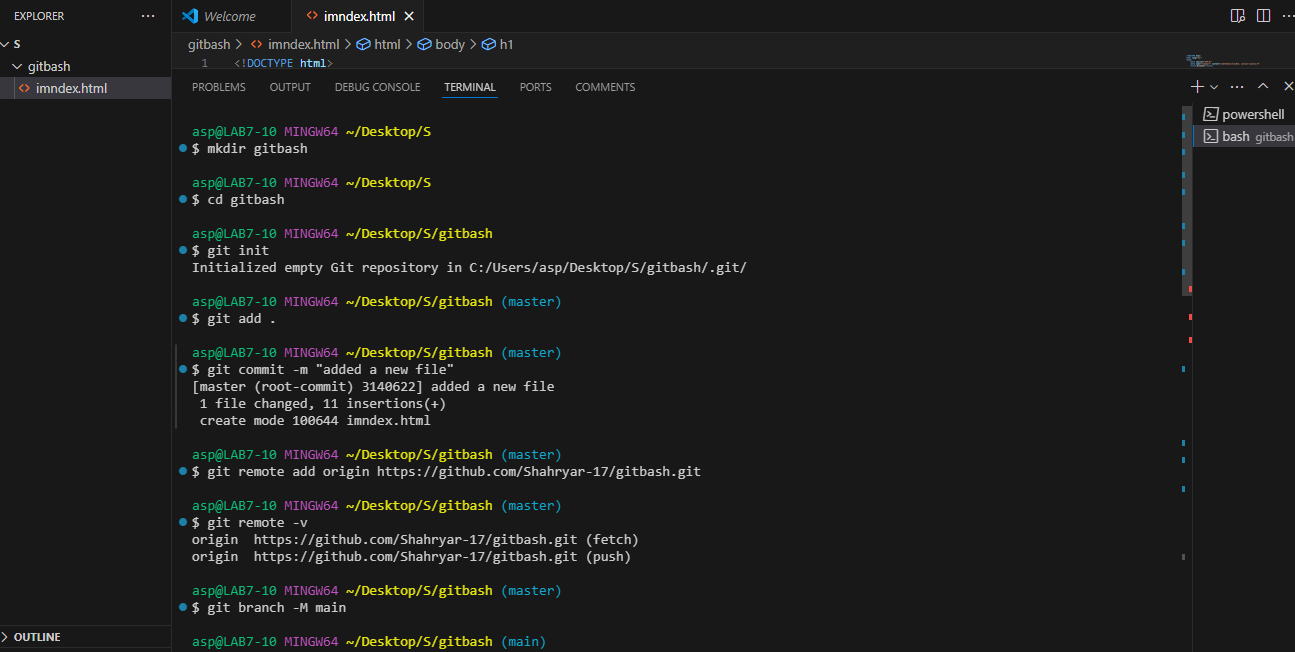 EXPLORER
S
gitbash
imndex.html
OUTLINE
Welcome
imndex.html
gitbash > imndex.html > html > body > h1
1 <!DOCTYPE html>
PROBLEMS OUTPUT DEBUG CONSOLE TERMINAL PORTS COMMENTS
asp@LAB7-10 MINGW64 ~/Desktop/S
$ mkdir gitbash
asp@LAB7-10 MINGW64 ~/Desktop/S
$ cd gitbash
asp@LAB7-10 MINGW64 ~/Desktop/S/gitbash
$ git init
Initialized empty Git repository in C:/Users/asp/Desktop/S/gitbash/.git/
asp@LAB7-10 MINGW64 ~/Desktop/S/gitbash (master)
$ git add .
asp@LAB7-10 MINGW64 ~/Desktop/S/gitbash (master)
$ git commit -m "added a new file"
[master (root-commit) 3140622] added a new file
1 file changed, 11 insertions(+)
create mode 100644 imndex.html
asp@LAB7-10 MINGW64 ~/Desktop/S/gitbash (master)
$ git remote add origin https://github.com/Shahryar-17/gitbash.git
asp@LAB7-10 MINGW64 ~/Desktop/S/gitbash (master)
$ git remote -v
origin https://github.com/Shahryar-17/gitbash.git (fetch)
origin https://github.com/Shahryar-17/gitbash.git (push)
asp@LAB7-10 MINGW64 ~/Desktop/S/gitbash (master)
$ git branch -M main
asp@LAB7-10 MINGW64 ~/Desktop/S/gitbash (main)
powershell
bash gitbash